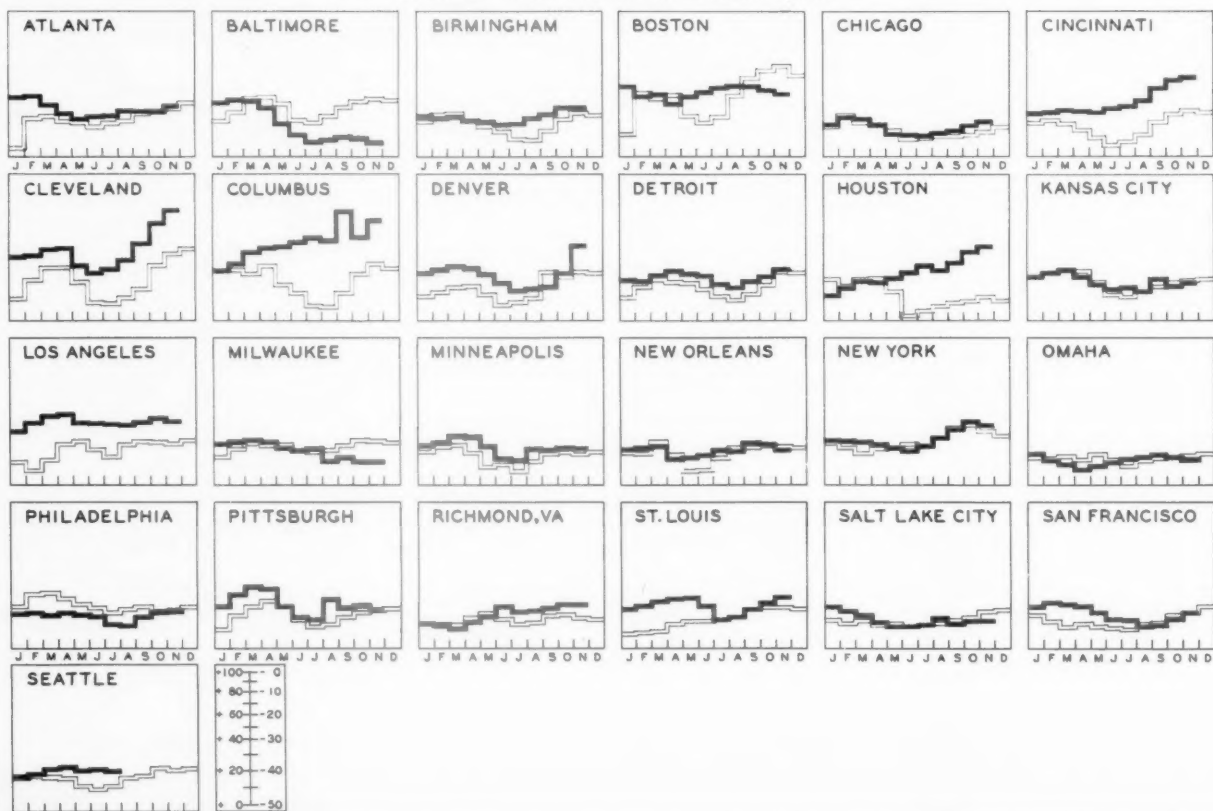 ATLANTA BALTIMORE BIRMINGHAM BOSTON CHICAGO CINCINNATI
J F M A M J J A S O N D J F M A M J J A S O N D J F M A M J J A S O N D J F M A M J J A S O N D J F M A M J J A S O N D J F M A M J J A S O N D
CLEVELAND COLUMBUS DENVER DETROIT HOUSTON KANSAS CITY
LOS ANGELES MILWAUKEE MINNEAPOLIS NEW ORLEANS NEW YORK OMAHA
PHILADELPHIA PITTSBURGH RICHMOND, VA ST. LOUIS SALT LAKE CITY SAN FRANCISCO
J F M A M J J A S O N D J F M A M J J A S O N D J F M A M J J A S O N D J F M A M J J A S O N D
SEATTLE
+100 - 0
+ 80 -10
+ 60 -20
+ 40 -30
+ 20 -40
+ 0 -50